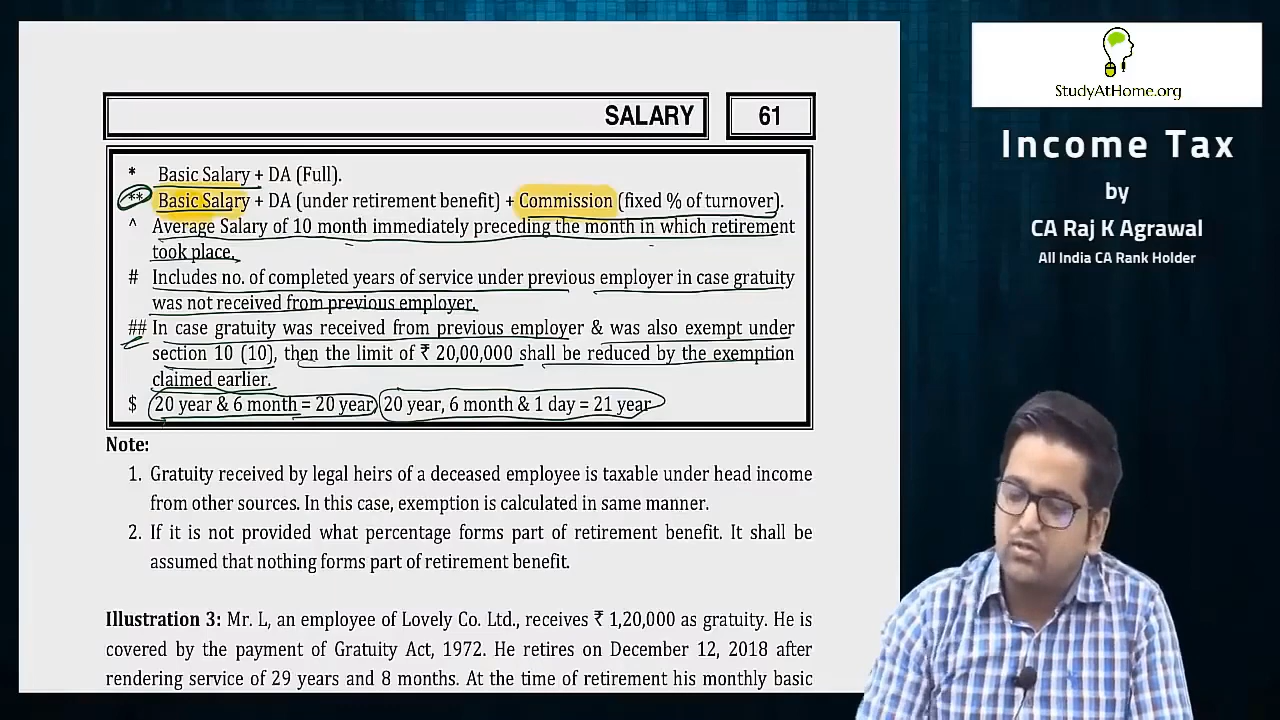 StudyAtHome.org
Income Tax
by
CA Raj K Agrawal
All India CA Rank Holder
SALARY 61
* Basic Salary + DA (Full).
** Basic Salary + DA (under retirement benefit) + Commission (fixed % of turnover).
^ Average Salary of 10 month immediately preceding the month in which retirement
took place.
# Includes no. of completed years of service under previous employer in case gratuity
was not received from previous employer.
## In case gratuity was received from previous employer & was also exempt under
section 10 (10), then the limit of ₹ 20,00,000 shall be reduced by the exemption
claimed earlier.
$ 20 year & 6 month = 20 year, 20 year, 6 month & 1 day = 21 year
Note:
1. Gratuity received by legal heirs of a deceased employee is taxable under head income
from other sources. In this case, exemption is calculated in same manner.
2. If it is not provided what percentage forms part of retirement benefit. It shall be
assumed that nothing forms part of retirement benefit.
Illustration 3: Mr. L, an employee of Lovely Co. Ltd., receives ₹ 1,20,000 as gratuity. He is
covered by the payment of Gratuity Act, 1972. He retires on December 12, 2018 after
rendering service of 29 years and 8 months. At the time of retirement his monthly basic